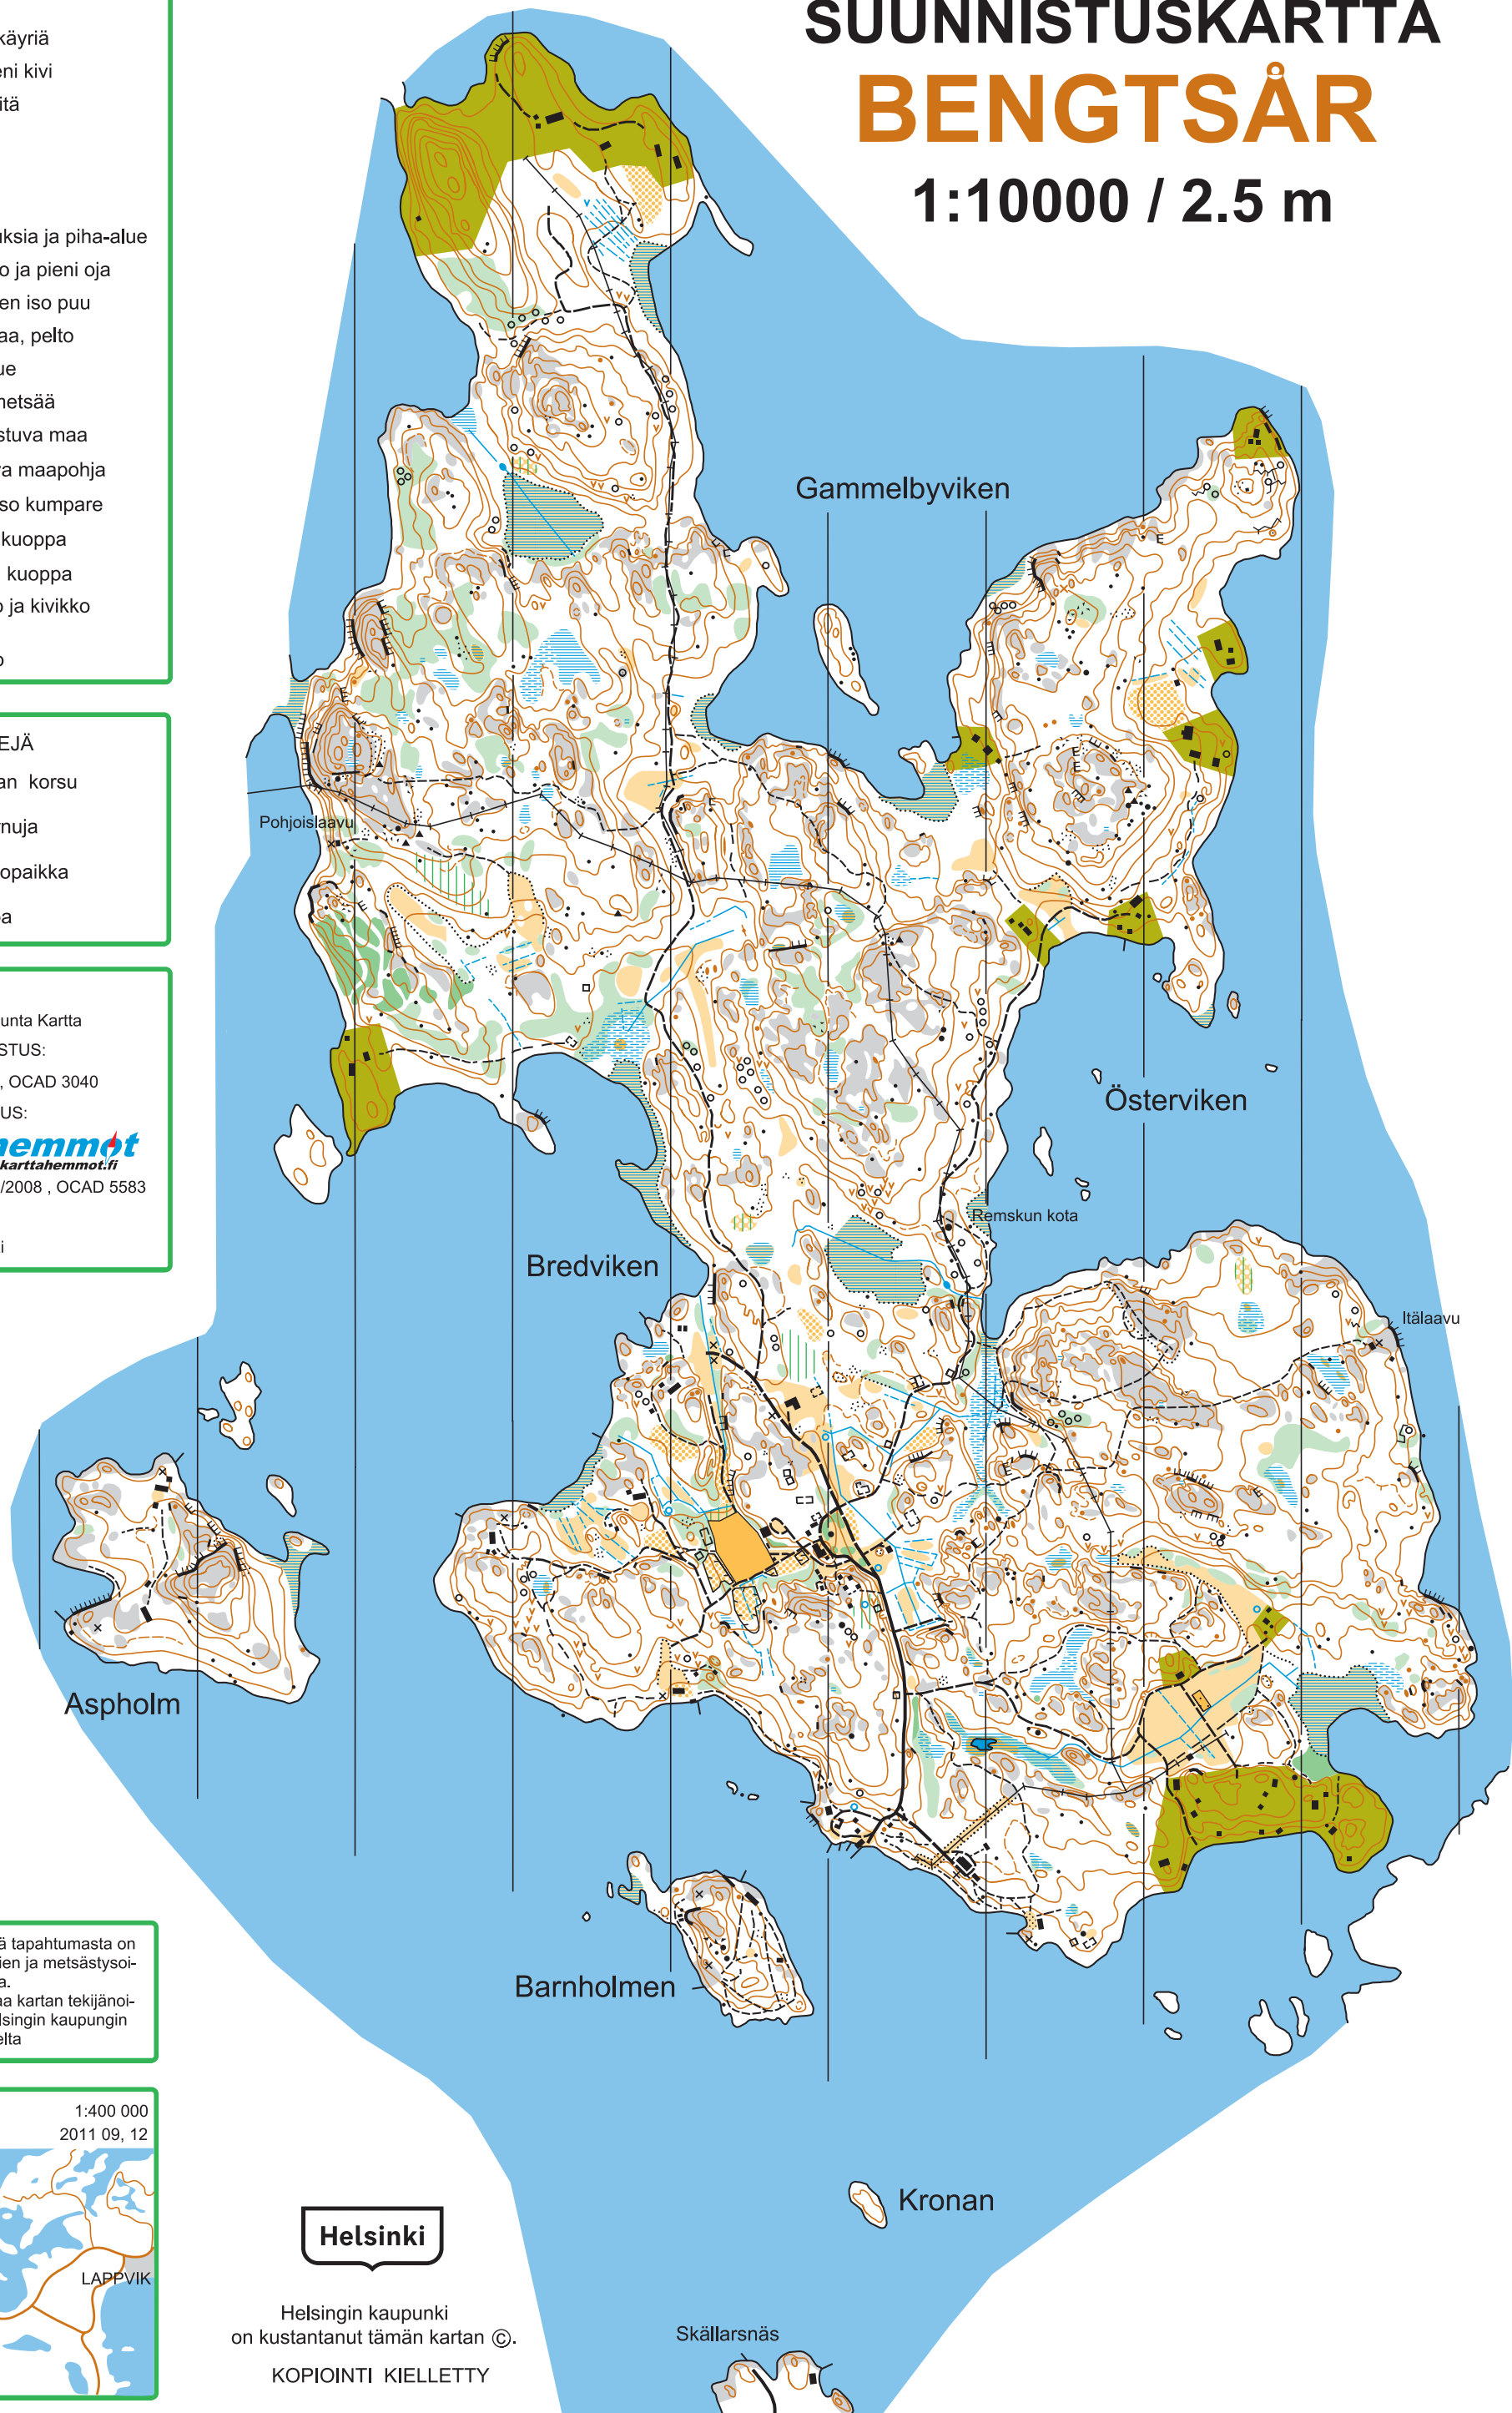 SUUNNISTUSKARTTA
BENGTSÅR
1:10000 / 2.5 m
käyriä
eni kivi
itä
uksia ja piha-alue
o ja pieni oja
en iso puu
aa, pelto
ue
metsää
stuva maa
va maapohja
so kumpare
kuoppa
kuoppa
o ja kivikko
o
EJÄ
an korsu
rnuja
opaikka
a
unta Kartta
STUS:
, OCAD 3040
US:
hemmot
karttahemmot.fi
/2008 , OCAD 5583
i
Gammelbyviken
Pohjoislaavu
Österviken
Remskun kota
Bredviken
Itälaavu
Aspholm
Barnholmen
Kronan
Skällarsnäs
ä tapahtumasta on
ien ja metsästysoi-
a.
aa kartan tekijänoi-
lsingin kaupungin
elta
1:400 000
2011 09, 12
LAPPVIK
Helsinki
Helsingin kaupunki
on kustantanut tämän kartan ©.
KOPIOINTI KIELLETTY